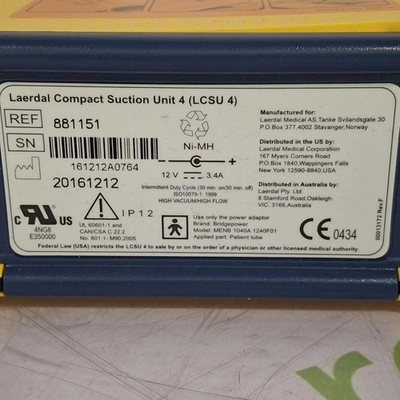 Laerdal Compact Suction Unit 4 (LCSU 4)
REF 881151
SN
161212A0764
20161212
Ni-MH
12 V 3.4A
Intermittent Duty Cycle (30 min. on/30 min. off)
ISO10079-1: 1999
HIGH VACUUM/HIGH FLOW
Manufactured for:
Laerdal Medical AS, Tanke Svilandsgate 30
P.O. Box 377, 4002 Stavanger, Norway
Distributed by:
Laerdal Medical Corporation
167 Myers Corners Road
P.O. Box 1840, Wappingers Falls
New York 12590-8840, USA
Distributed in Australia by:
Laerdal Pty. Ltd.
8 Stamford Road, Oakleigh.
VIC. 3166, Australia
C UL US
4NG8
E350000
IP12
UL 60601-1 and
CAN/CSA C 22.2
No. 601.1- M90,2005
Only use power adaptor
Brand: Bridgepower
Model: MENB 1040A 1240F01
Applied part: Patient tube
CE 0434
Federal Law (USA) restricts the LCSU 4 to sale by or on the order of a physician or other licensed medical authority.